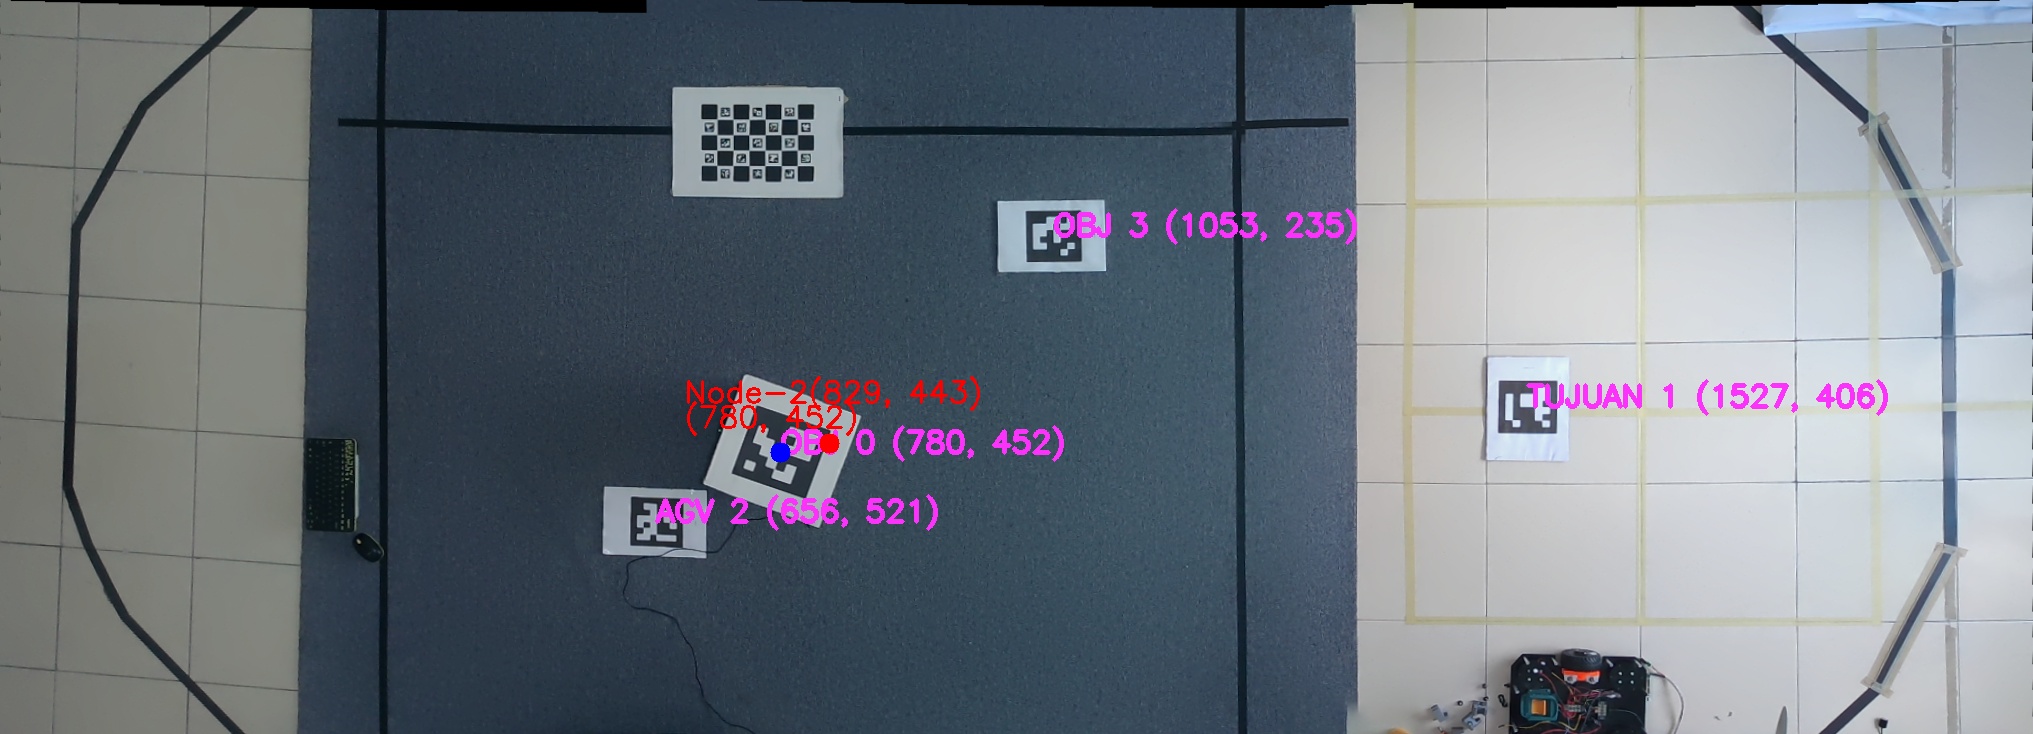 OBJ 3 (1053, 235)
Node-2(829, 443)
(780, 452)
TUJUAN 1 (1527, 406)
OBJ 0 (780, 452)
AGV 2 (656, 521)